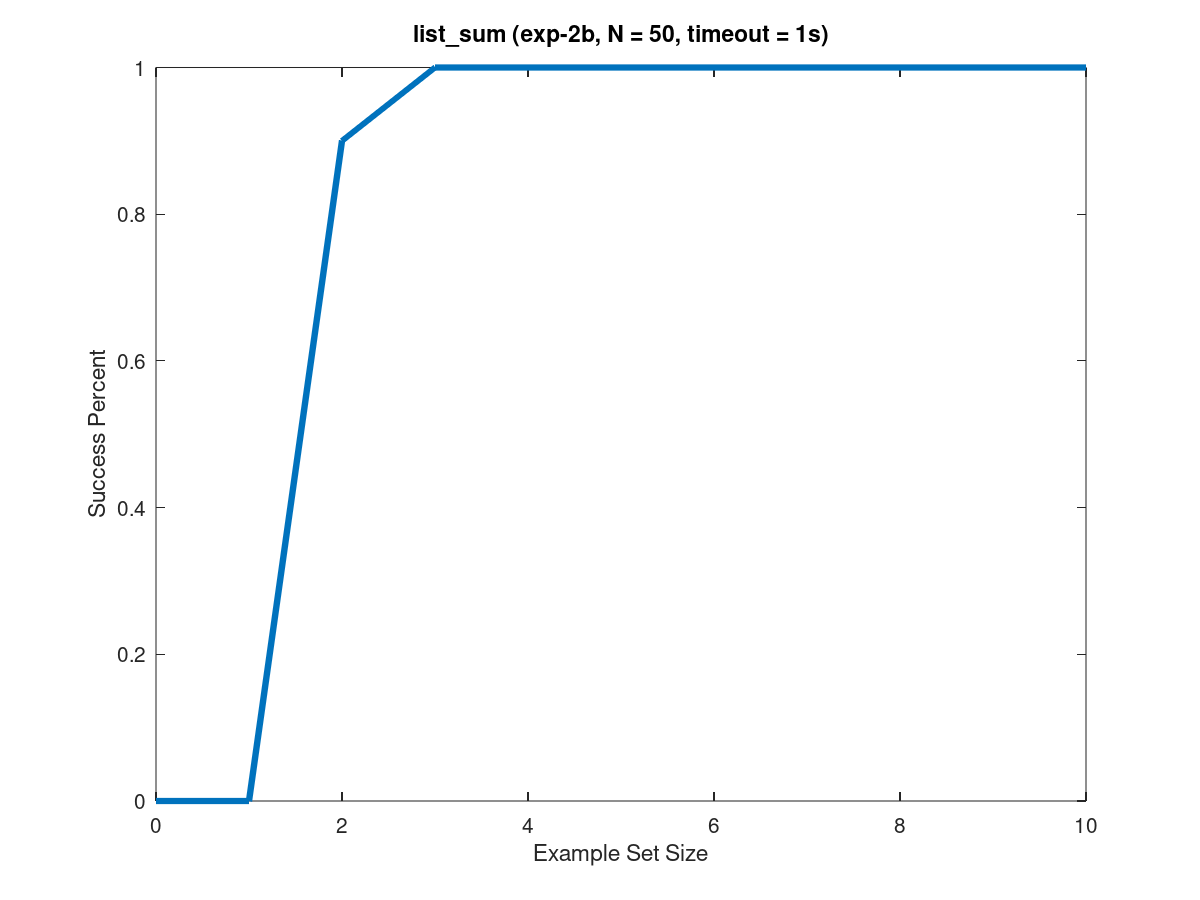 list_sum (exp-2b, N = 50, timeout = 1s)
1
0.8
0.6
0.4
0.2
0
Success Percent
0 2 4 6 8 10
Example Set Size